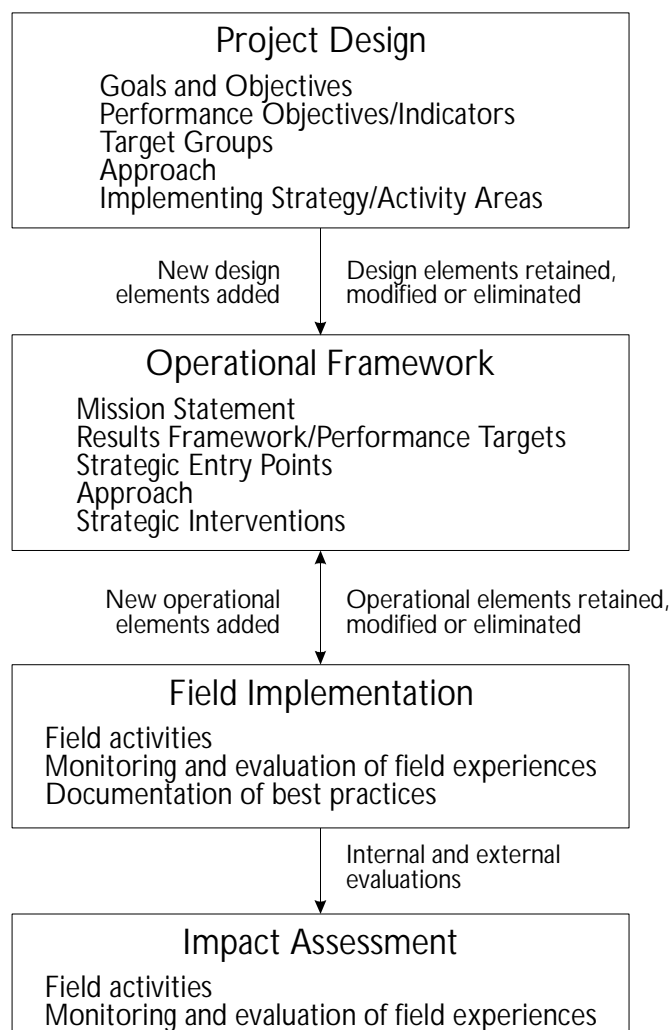 Project Design
Goals and Objectives
Performance Objectives/Indicators
Target Groups
Approach
Implementing Strategy/Activity Areas
New design
elements added
Design elements retained,
modified or eliminated
Operational Framework
Mission Statement
Results Framework/Performance Targets
Strategic Entry Points
Approach
Strategic Interventions
New operational
elements added
Operational elements retained,
modified or eliminated
Field Implementation
Field activities
Monitoring and evaluation of field experiences
Documentation of best practices
Internal and external
evaluations
Impact Assessment
Field activities
Monitoring and evaluation of field experiences